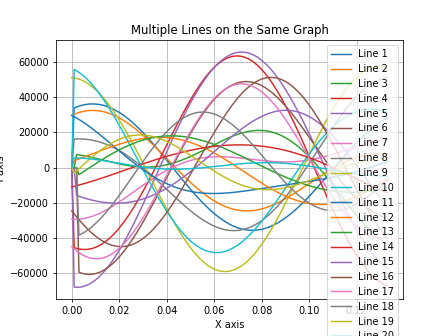 Multiple Lines on the Same Graph
60000
40000
20000
0
−20000
−40000
−60000
0.00
0.02
0.04
0.06
0.08
0.10
X axis
Line 1
Line 2
Line 3
Line 4
Line 5
Line 6
Line 7
Line 8
Line 9
Line 10
Line 11
Line 12
Line 13
Line 14
Line 15
Line 16
Line 17
Line 18
Line 19
Line 20